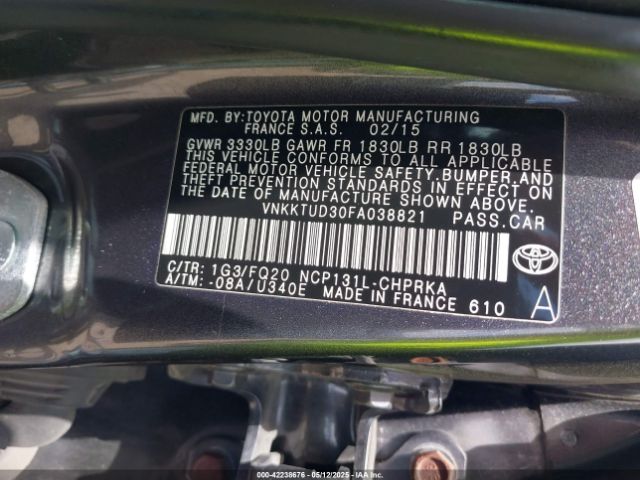 MFD. BY:TOYOTA MOTOR MANUFACTURING
FRANCE S.A.S. 02/15
GVWR 3330LB GAWR FR 1830LB RR 1830LB
THIS VEHICLE CONFORMS TO ALL APPLICABLE
FEDERAL MOTOR VEHICLE SAFETY,BUMPER,AND
THEFT PREVENTION STANDARDS IN EFFECT ON
THE DATE OF MANUFACTURE SHOWN ABOVE.
VNKKTUD30FA038821 PASS.CAR
C/TR: 1G3/FQ20 NCP131L-CHPRKA
A/TM: -08A/U340E MADE IN FRANCE 610
A
000-42238676 - 05/12/2025 - IAAI.COM